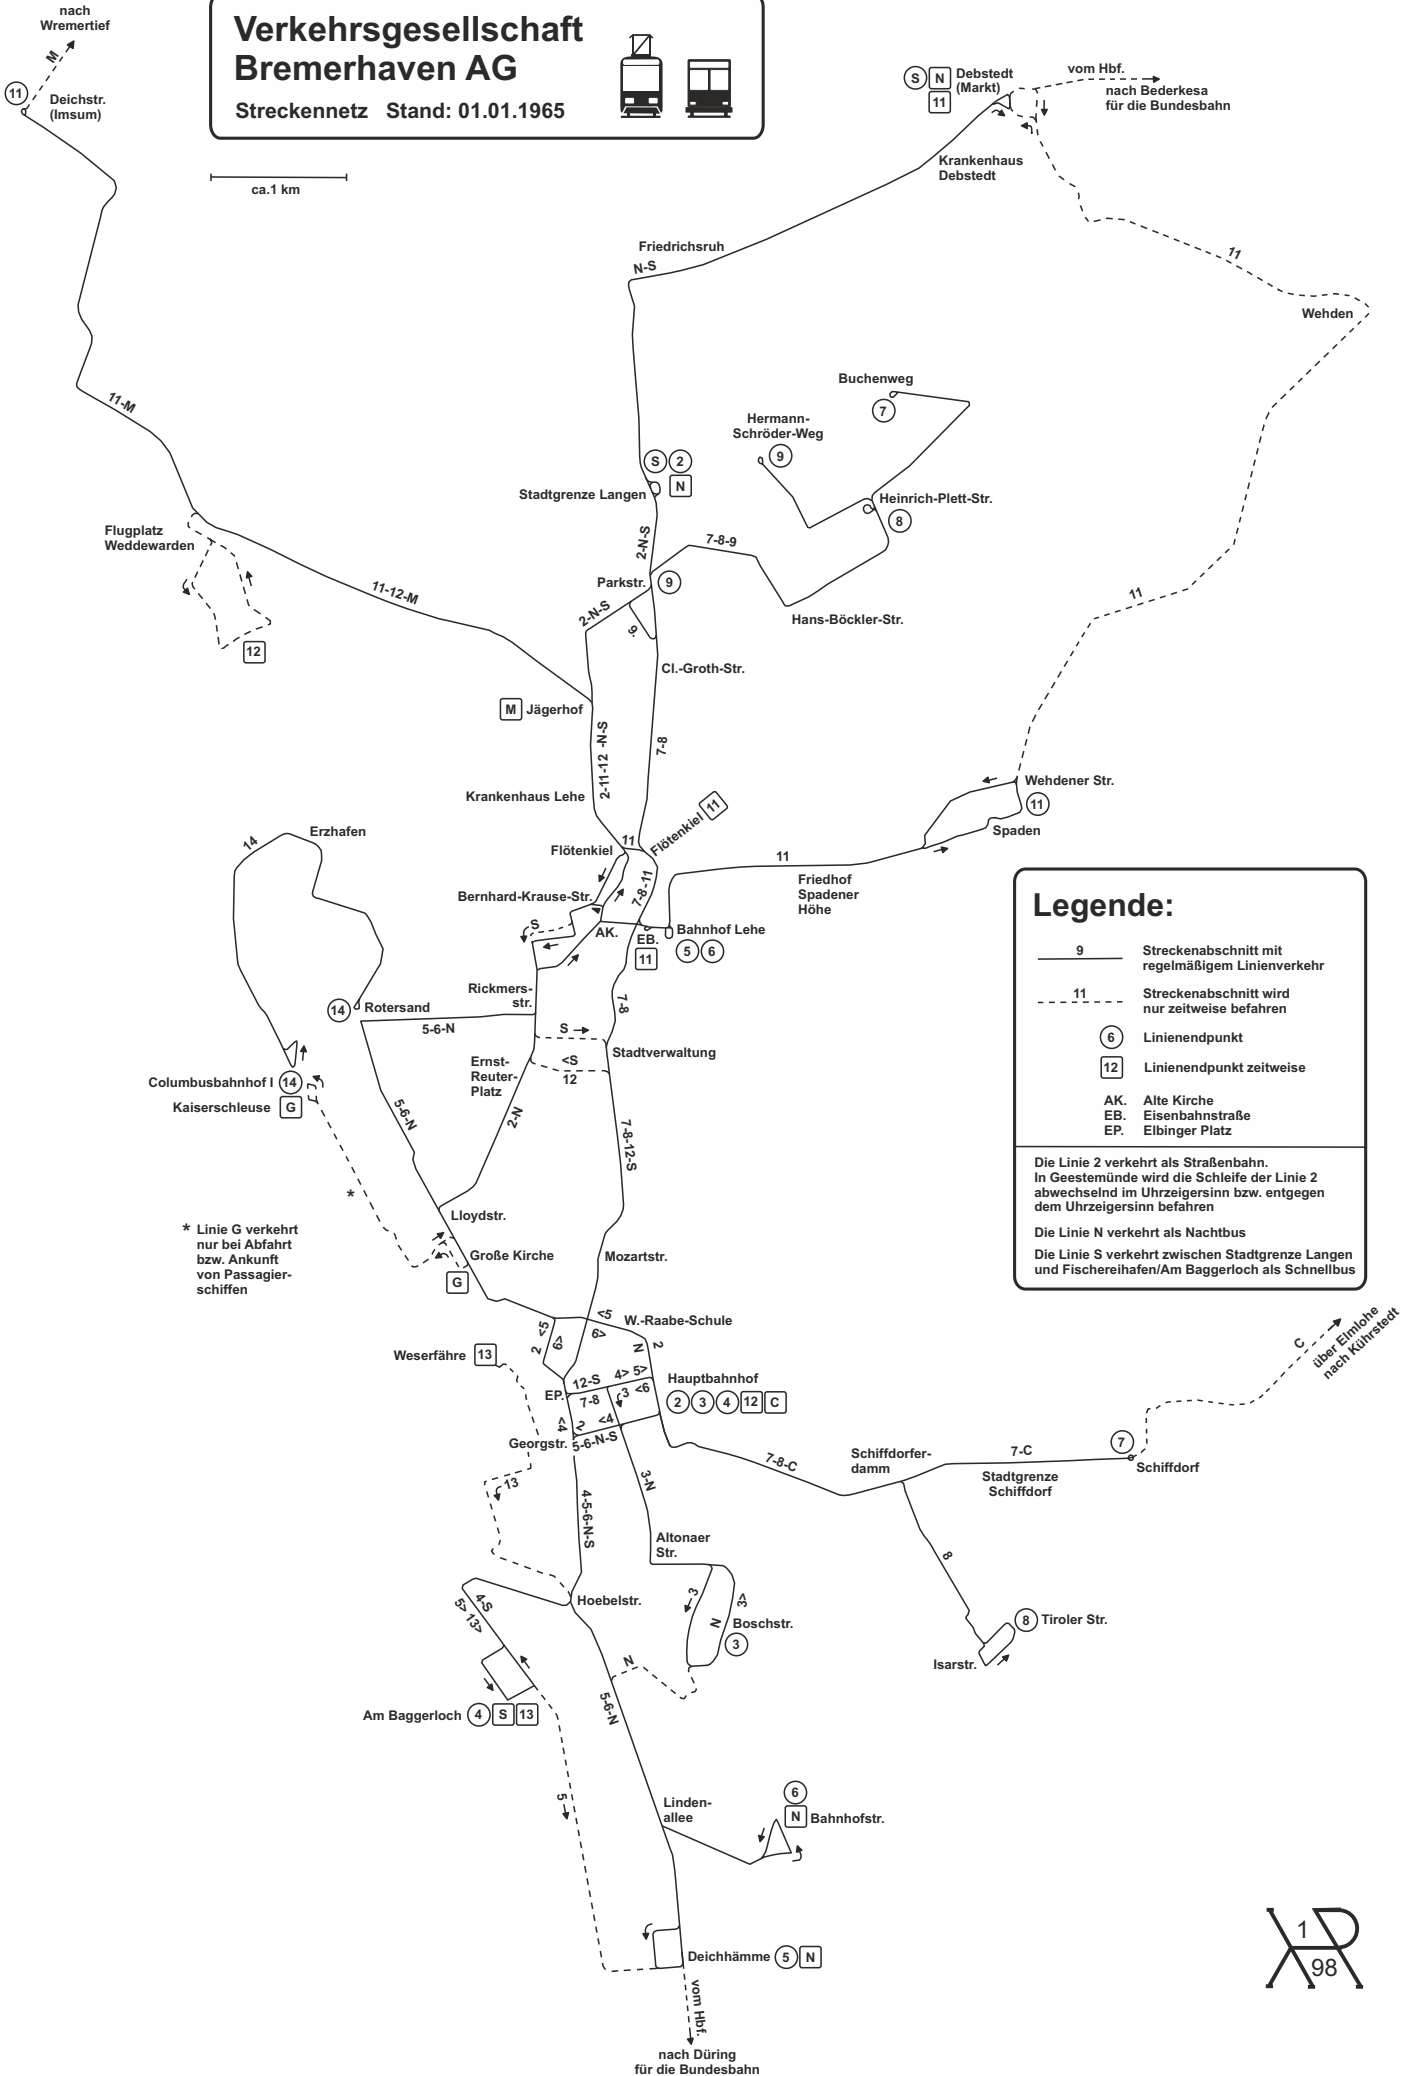 nach
Wremertief
M
11
Deichstr.
(Imsum)
Verkehrsgesellschaft
Bremerhaven AG
Streckennetz Stand: 01.01.1965
ca.1 km
S N Debstedt
(Markt)
11
vom Hbf.
nach Bederkesa
für die Bundesbahn
Krankenhaus
Debstedt
Friedrichsruh
N-S
11
Wehden
11-M
Buchenweg
7
Hermann-
Schröder-Weg
9
S 2
N
Stadtgrenze Langen
Heinrich-Plett-Str.
8
Flugplatz
Weddewarden
12
11-12-M
2-N-S
7-8-9
Parkstr. 9
2-N-S
9.
Hans-Böckler-Str.
11
Cl.-Groth-Str.
M Jägerhof
2-11-12 -N-S
7-8
Krankenhaus Lehe
Wehdener Str.
11
Spaden
Flötenkiel 11
11
Flötenkiel
14
Erzhafen
11
Friedhof
Spadener
Höhe
Bernhard-Krause-Str.
7-8-11
S
AK.
EB.
11
Bahnhof Lehe
5 6
Rickmers-
str.
14 Rotersand
5-6-N
7-8
S
Stadtverwaltung
Ernst-
Reuter-
Platz
<S
12
Columbusbahnhof I 14
Kaiserschleuse G
5-6-N
2-N
7-8-12-S
*
* Linie G verkehrt
nur bei Abfahrt
bzw. Ankunft
von Passagier-
schiffen
Lloydstr.
Große Kirche
G
Mozartstr.
Legende:
9 Streckenabschnitt mit
regelmäßigem Linienverkehr
11 Streckenabschnitt wird
nur zeitweise befahren
6 Linienendpunkt
12 Linienendpunkt zeitweise
AK. Alte Kirche
EB. Eisenbahnstraße
EP. Elbinger Platz
Die Linie 2 verkehrt als Straßenbahn.
In Geestemünde wird die Schleife der Linie 2
abwechselnd im Uhrzeigersinn bzw. entgegen
dem Uhrzeigersinn befahren
Die Linie N verkehrt als Nachtbus
Die Linie S verkehrt zwischen Stadtgrenze Langen
und Fischereihafen/Am Baggerloch als Schnellbus
<5
W.-Raabe-Schule
6>
2 <5
6>
N 2
Weserfähre 13
12-S 4> 5>
Hauptbahnhof
EP.
7-8
3 <6
2 3 4 12 C
<4 2 <4
Georgstr. 5-6-N-S
C
über Elmlohe
nach Kührstedt
7-8-C
Schiffdorfer-
damm
7-C
Stadtgrenze
Schiffdorf
7
Schiffdorf
13
3-N
4-5-6-N-S
Altonaer
Str.
8
3
3>
N
Boschstr.
3
Hoebelstr.
4-S
5> 13>
8 Tiroler Str.
Isarstr.
N
Am Baggerloch 4 S 13
5-6-N
5
Linden-
allee
6
N Bahnhofstr.
Deichhämme 5 N
vom Hbf.
nach Düring
für die Bundesbahn
1
98